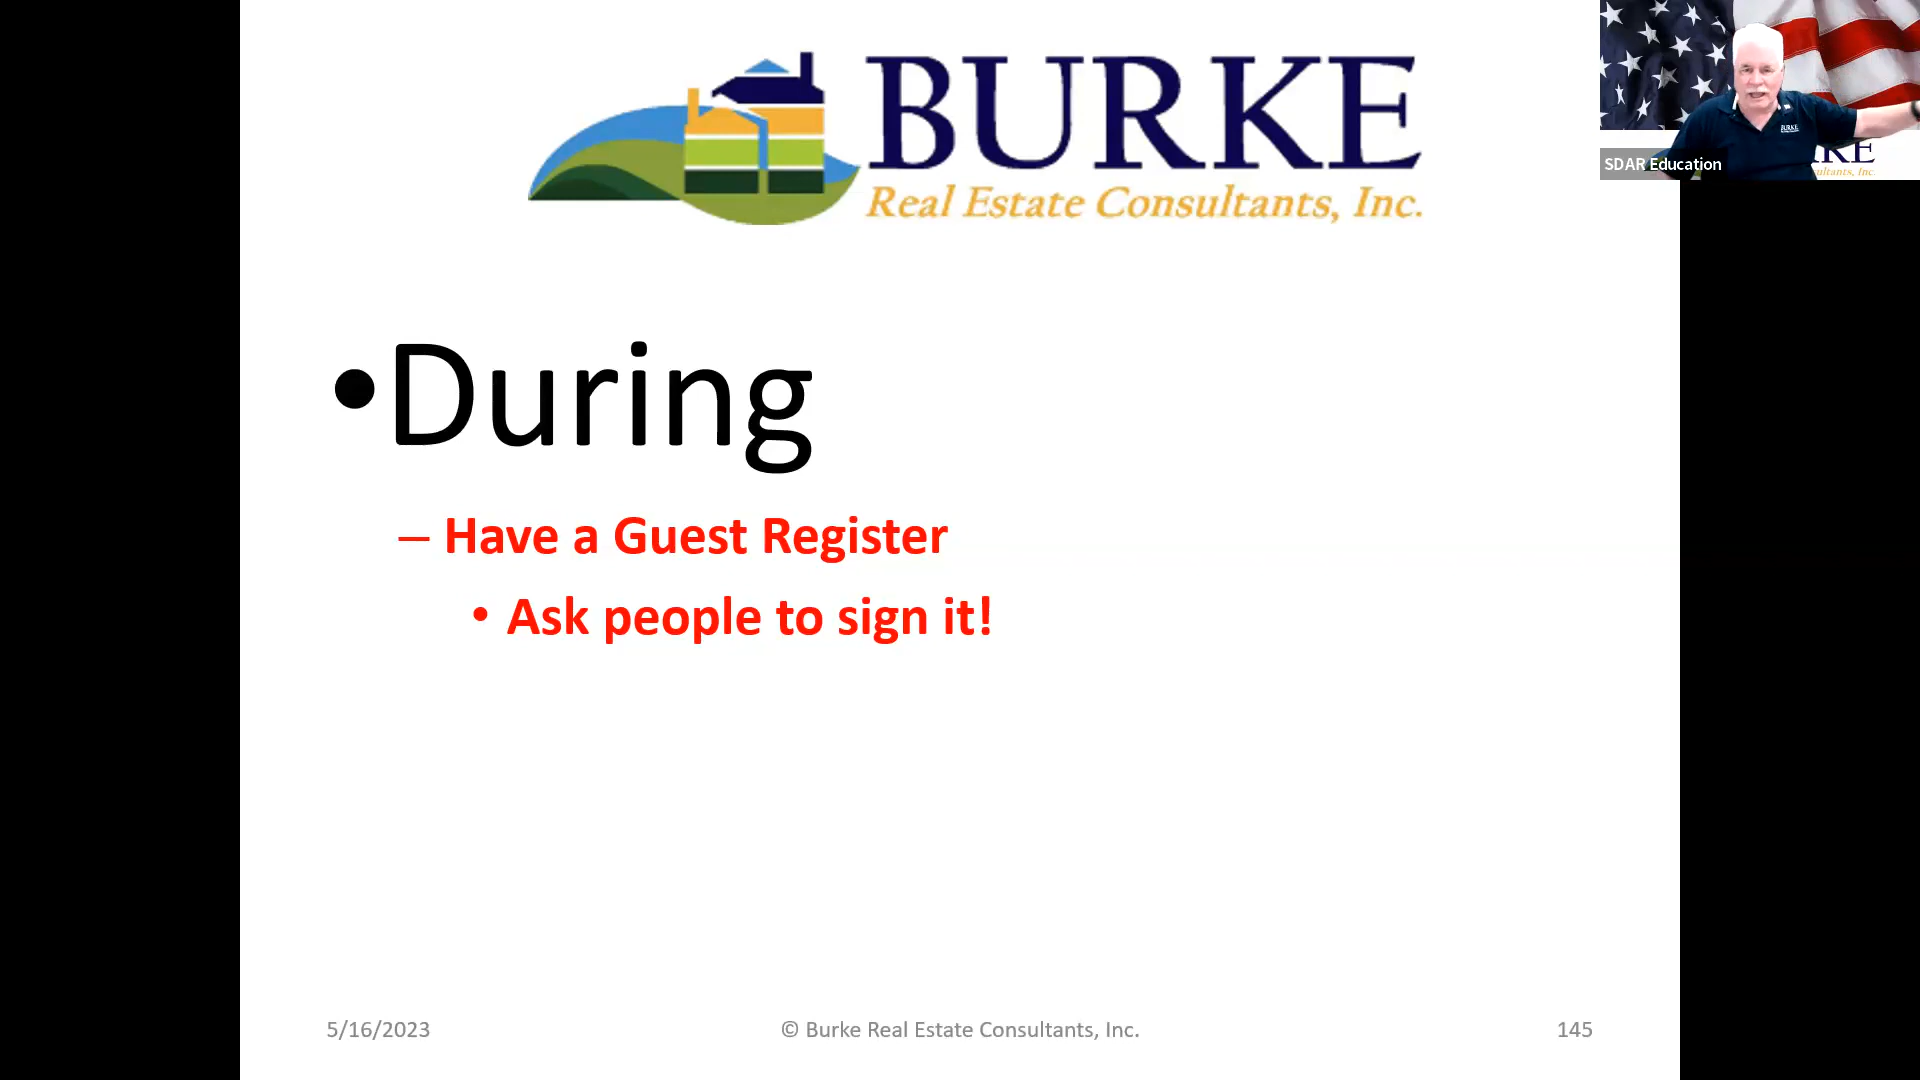 BURKE
Real Estate Consultants, Inc.
BURKE
SDAR Education
•During
– Have a Guest Register
• Ask people to sign it!
5/16/2023
© Burke Real Estate Consultants, Inc.
145